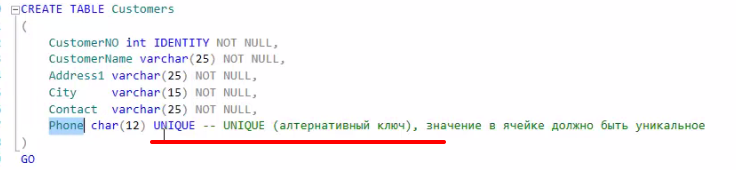 CREATE TABLE Customers
(
CustomerNO int IDENTITY NOT NULL,
CustomerName varchar(25) NOT NULL,
Address1 varchar(25) NOT NULL,
City varchar(15) NOT NULL,
Contact varchar(25) NOT NULL,
Phone char(12) UNIQUE -- UNIQUE (алтернативный ключ), значение в ячейке должно быть уникальное
)
GO